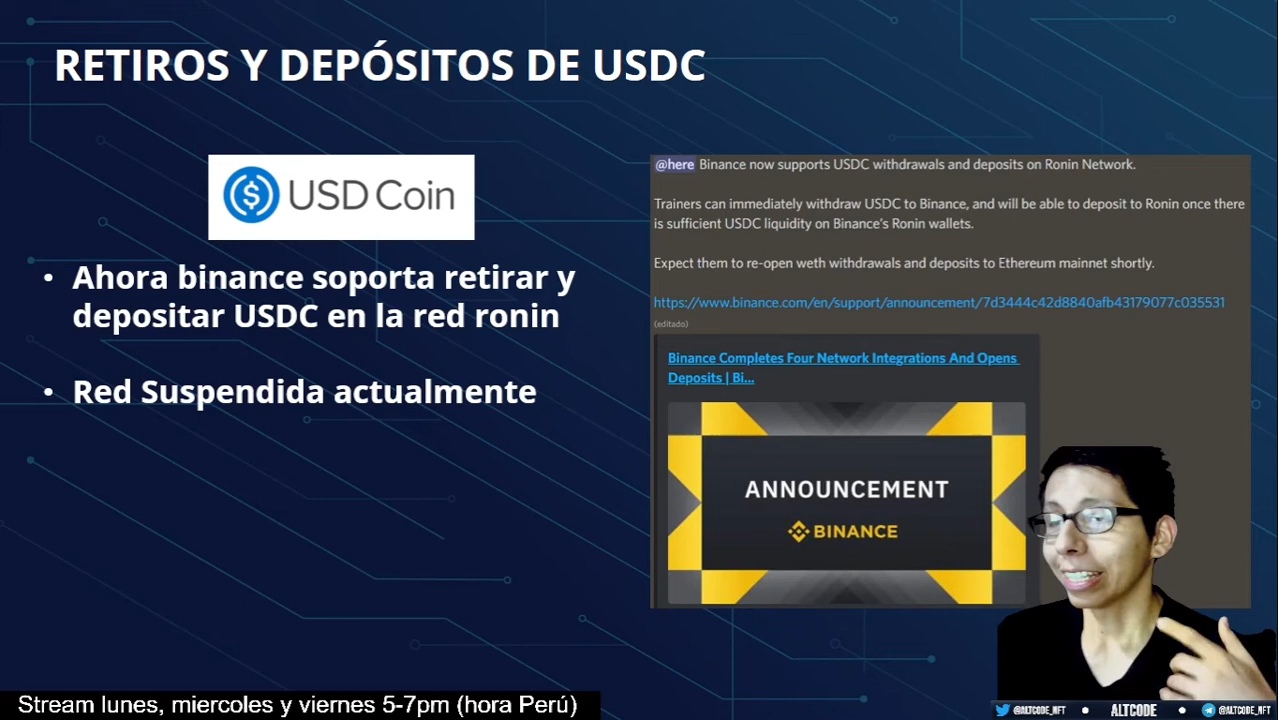 RETIROS Y DEPÓSITOS DE USDC
USD Coin
• Ahora binance soporta retirar y
depositar USDC en la red ronin
• Red Suspendida actualmente
@here Binance now supports USDC withdrawals and deposits on Ronin Network.
Trainers can immediately withdraw USDC to Binance, and will be able to deposit to Ronin once there
is sufficient USDC liquidity on Binance's Ronin wallets.
Expect them to re-open weth withdrawals and deposits to Ethereum mainnet shortly.
https://www.binance.com/en/support/announcement/7d3444c42d8840afb43179077c035531
(editado)
Binance Completes Four Network Integrations And Opens
Deposits | Bi...
ANNOUNCEMENT
BINANCE
Stream lunes, miercoles y viernes 5-7pm (hora Perú)
@ALTCODE_NFT • ALTCODE • @ALTCODE_NFT